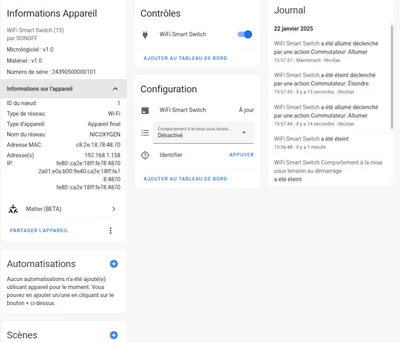 Informations Appareil
WiFi Smart Switch (15)
par SONOFF
Micrologiciel : v1.0
Matériel : v1.0
Numéro de série : 24390S00000101
Informations sur l'appareil
ID du nœud: 1
Type de réseau: WiFi
Type d'appareil: Appareil final
Nom du réseau: NICOXYGEN
Adresse MAC: c8:2e:18:78:48:70
Adresse(s) IP: 192.168.1.158
fe80::ca2e:18ff:fe78:4870
2a01:e0a:b00:9e40:ca2e:18ff:fe7
8:4870
fe80::ca2e:18ff:fe78:4870
Matter (BETA)
PARTAGER L'APPAREIL
Automatisations
Aucun automatisations n'a été ajouté(e)
utilisant appareil pour le moment. Vous
pouvez en ajouter un/une en cliquant sur le
bouton + ci-dessus.
Scènes
Contrôles
WiFi Smart Switch
AJOUTER AU TABLEAU DE BORD
Configuration
WiFi Smart Switch À jour
Comportement à la mise sous tension...
Désactivé
Identifier APPUYER
AJOUTER AU TABLEAU DE BORD
Journal
22 janvier 2025
WiFi Smart Switch a été allumé déclenché
par une action Commutateur: Allumer
15:57:57 - Maintenant - Nicolas
WiFi Smart Switch a été éteint déclenché
par une action Commutateur: Éteindre
15:57:45 - Il y a 13 secondes - Nicolas
WiFi Smart Switch a été allumé déclenché
par une action Commutateur: Allumer
15:57:44 - Il y a 14 secondes - Nicolas
WiFi Smart Switch a été éteint
15:56:48 - Il y a 1 minute
WiFi Smart Switch Comportement à la mise
sous tension au démarrage
a été éteint.